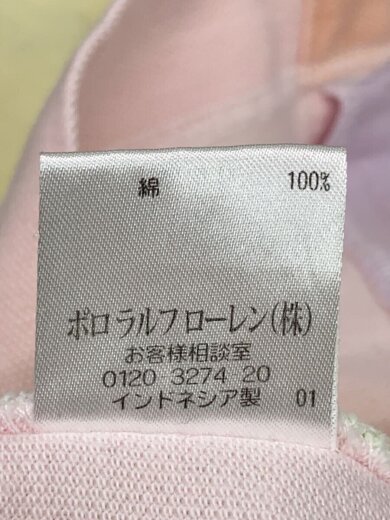 綿 100%
ポロ ラルフ ローレン(株)
お客様相談室
0120 3274 20
インドネシア製 01